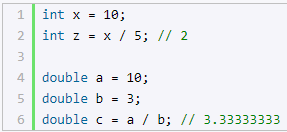 1 int x = 10;
2 int z = x / 5; // 2
3
4 double a = 10;
5 double b = 3;
6 double c = a / b; // 3.33333333